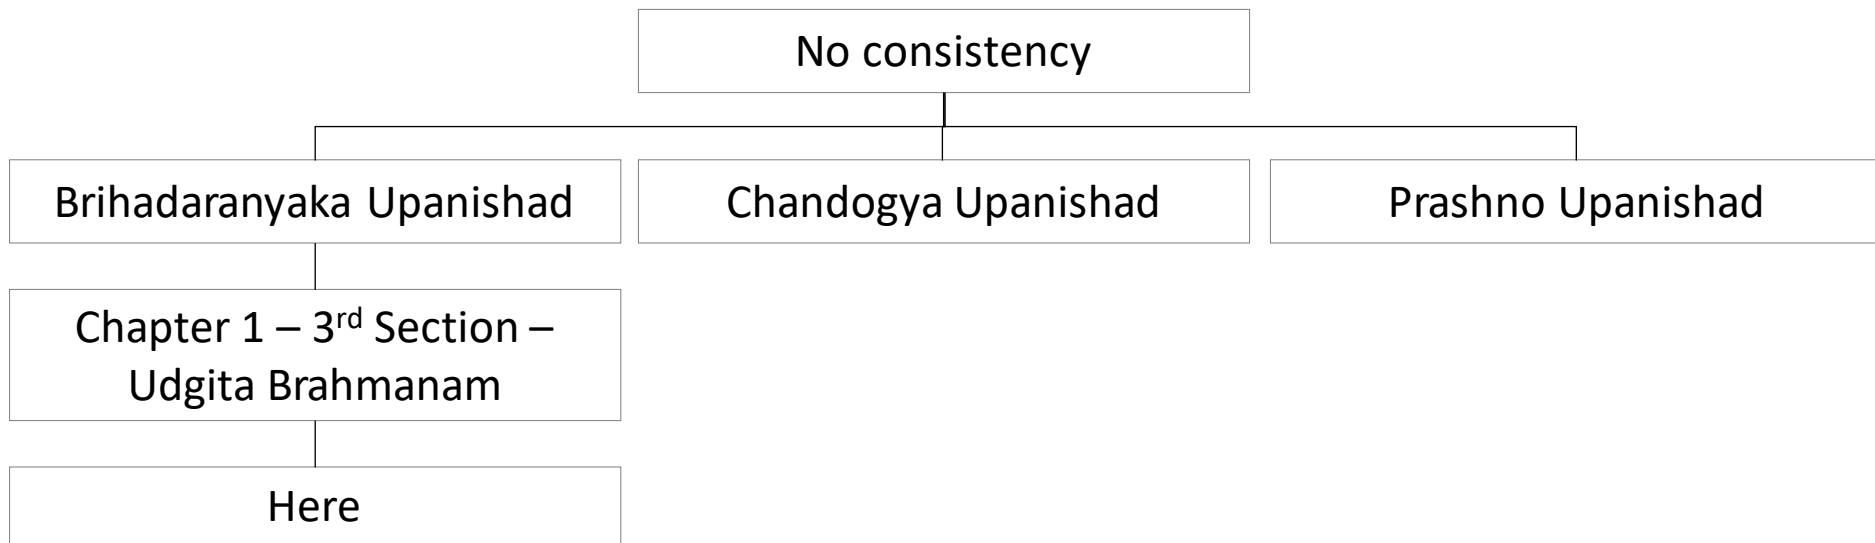 No consistency
Brihadaranyaka Upanishad
Chandogya Upanishad
Prashno Upanishad
Chapter 1 – 3rd Section –
Udgita Brahmanam
Here